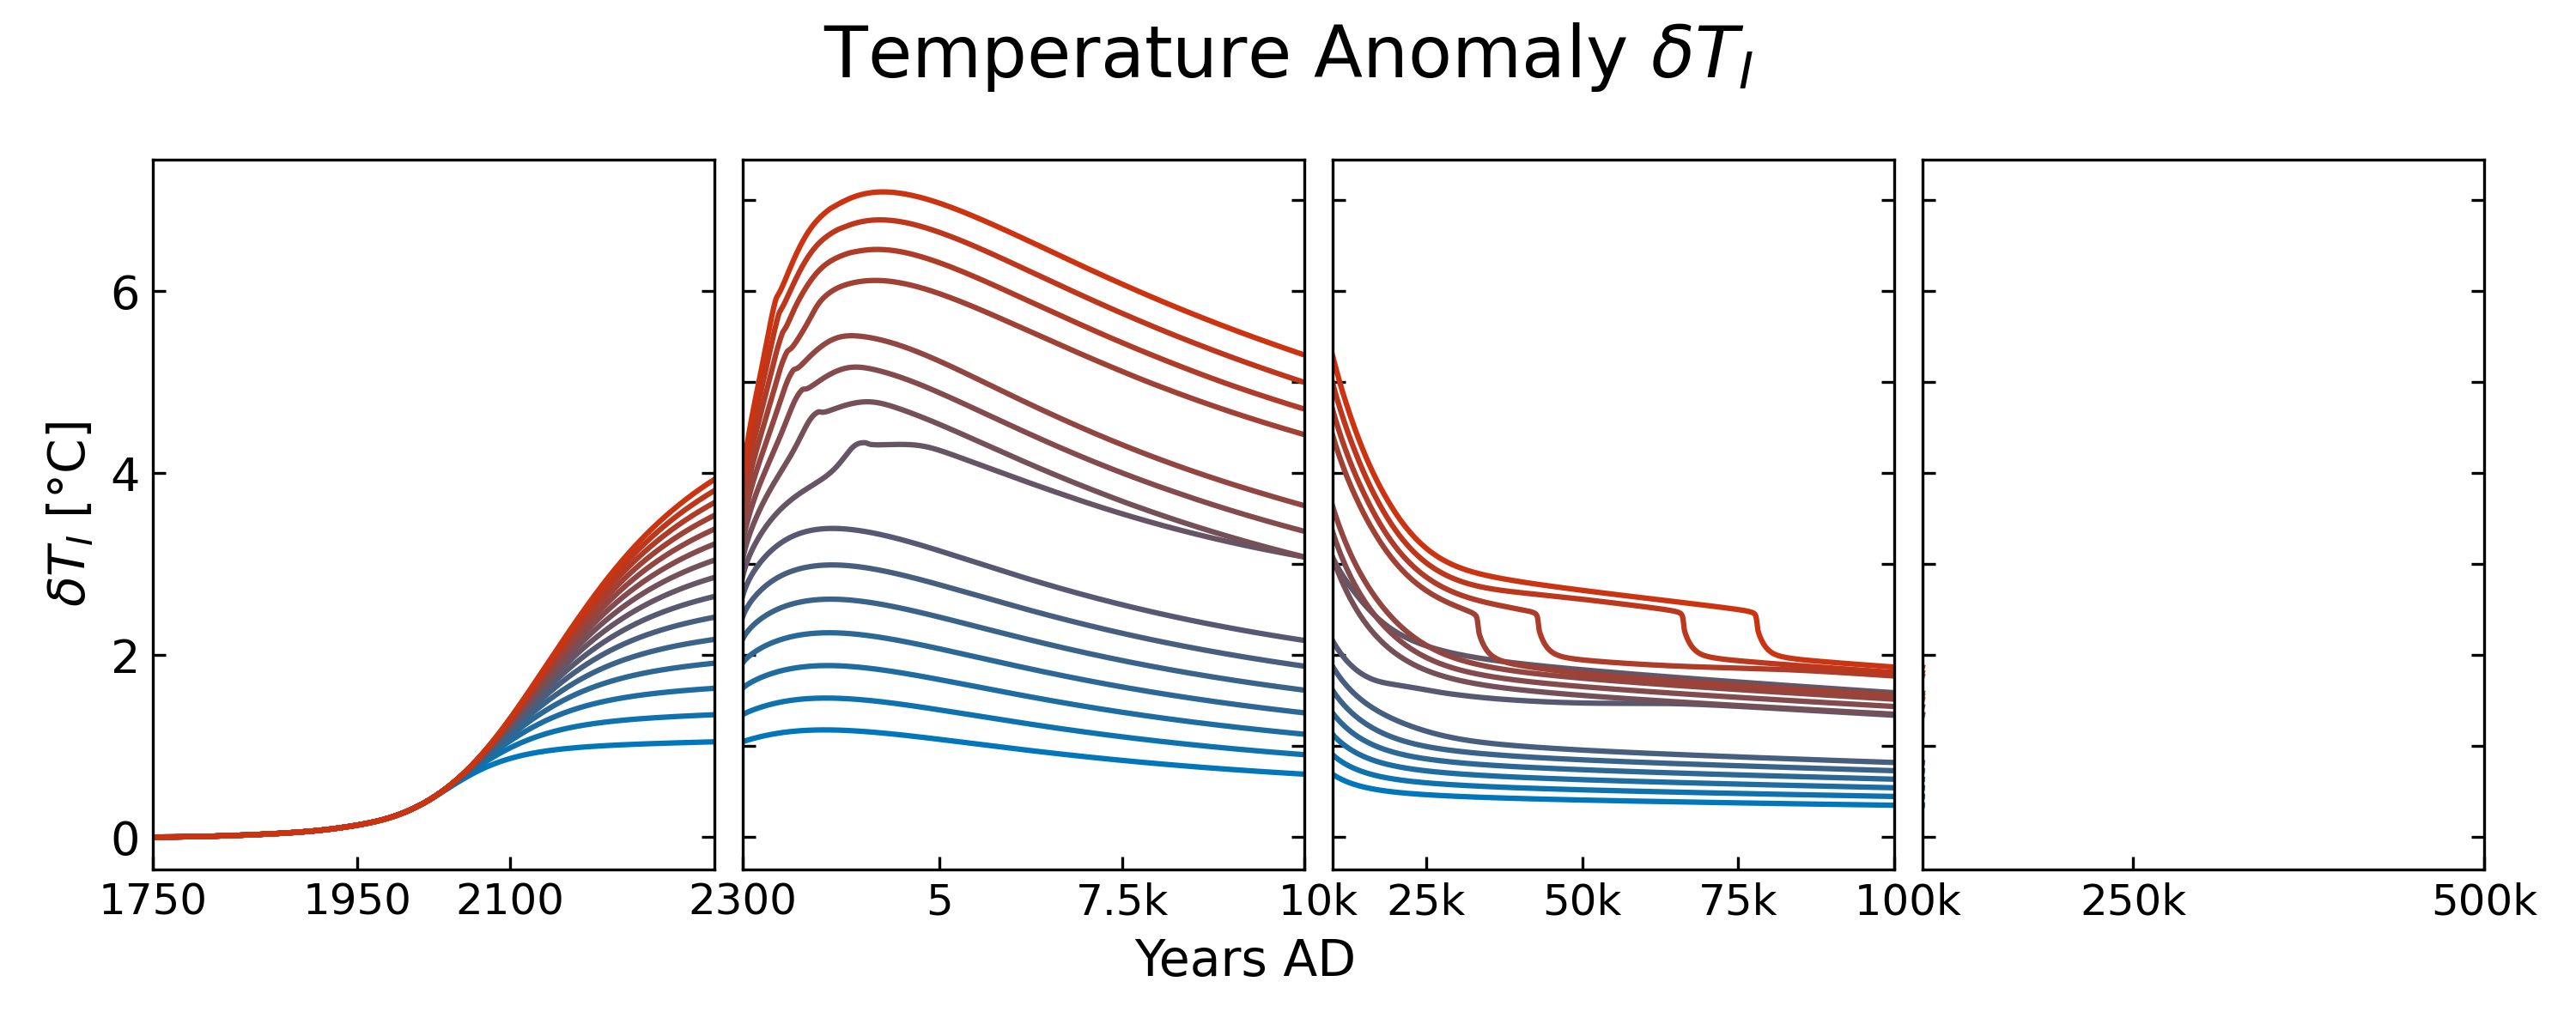 Temperature Anomaly δT_l
δT_l [°C]
6
4
2
0
1750 1950 2100 2300 5 7.5k 10k 25k 50k 75k 100k 250k 500k
Years AD